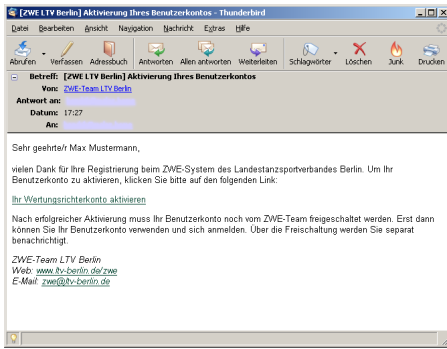 [ZWE LTV Berlin] Aktivierung Ihres Benutzerkontos - Thunderbird
Datei Bearbeiten Ansicht Navigation Nachricht Extras Hilfe
Abrufen Verfassen Adressbuch Antworten Allen antworten Weiterleiten Schlagwörter Löschen Junk Drucken
Betreff: [ZWE LTV Berlin] Aktivierung Ihres Benutzerkontos
Von: ZWE-Team LTV Berlin
Antwort an:
Datum: 17:27
An:
Sehr geehrte/r Max Mustermann,
vielen Dank für Ihre Registrierung beim ZWE-System des Landestanzsportverbandes Berlin. Um Ihr
Benutzerkonto zu aktivieren, klicken Sie bitte auf den folgenden Link:
Ihr Wertungsrichterkonto aktivieren
Nach erfolgreicher Aktivierung muss Ihr Benutzerkonto noch vom ZWE-Team freigeschaltet werden. Erst dann
können Sie Ihr Benutzerkonto verwenden und sich anmelden. Über die Freischaltung werden Sie separat
benachrichtigt.
ZWE-Team LTV Berlin
Web: www.ltv-berlin.de/zwe
E-Mail: zwe@ltv-berlin.de